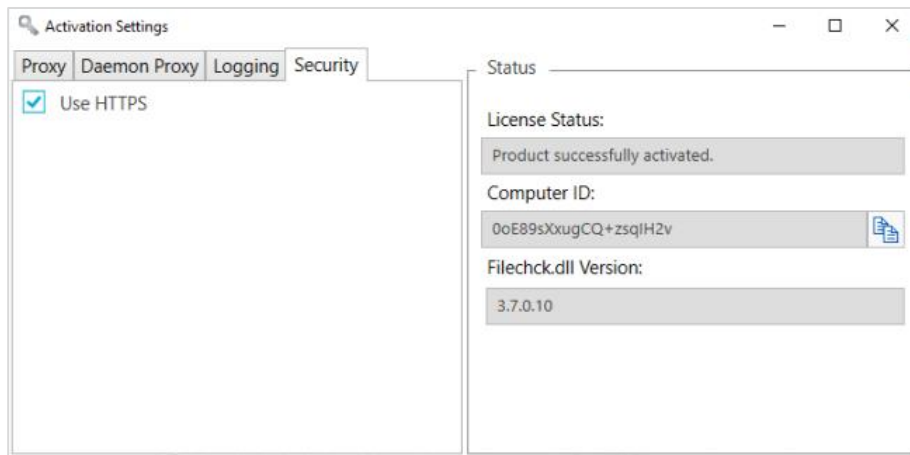 Activation Settings
Proxy Daemon Proxy Logging Security
Use HTTPS
Status
License Status:
Product successfully activated.
Computer ID:
0oE89sXxugCQ+zsqIH2v
Filechck.dll Version:
3.7.0.10